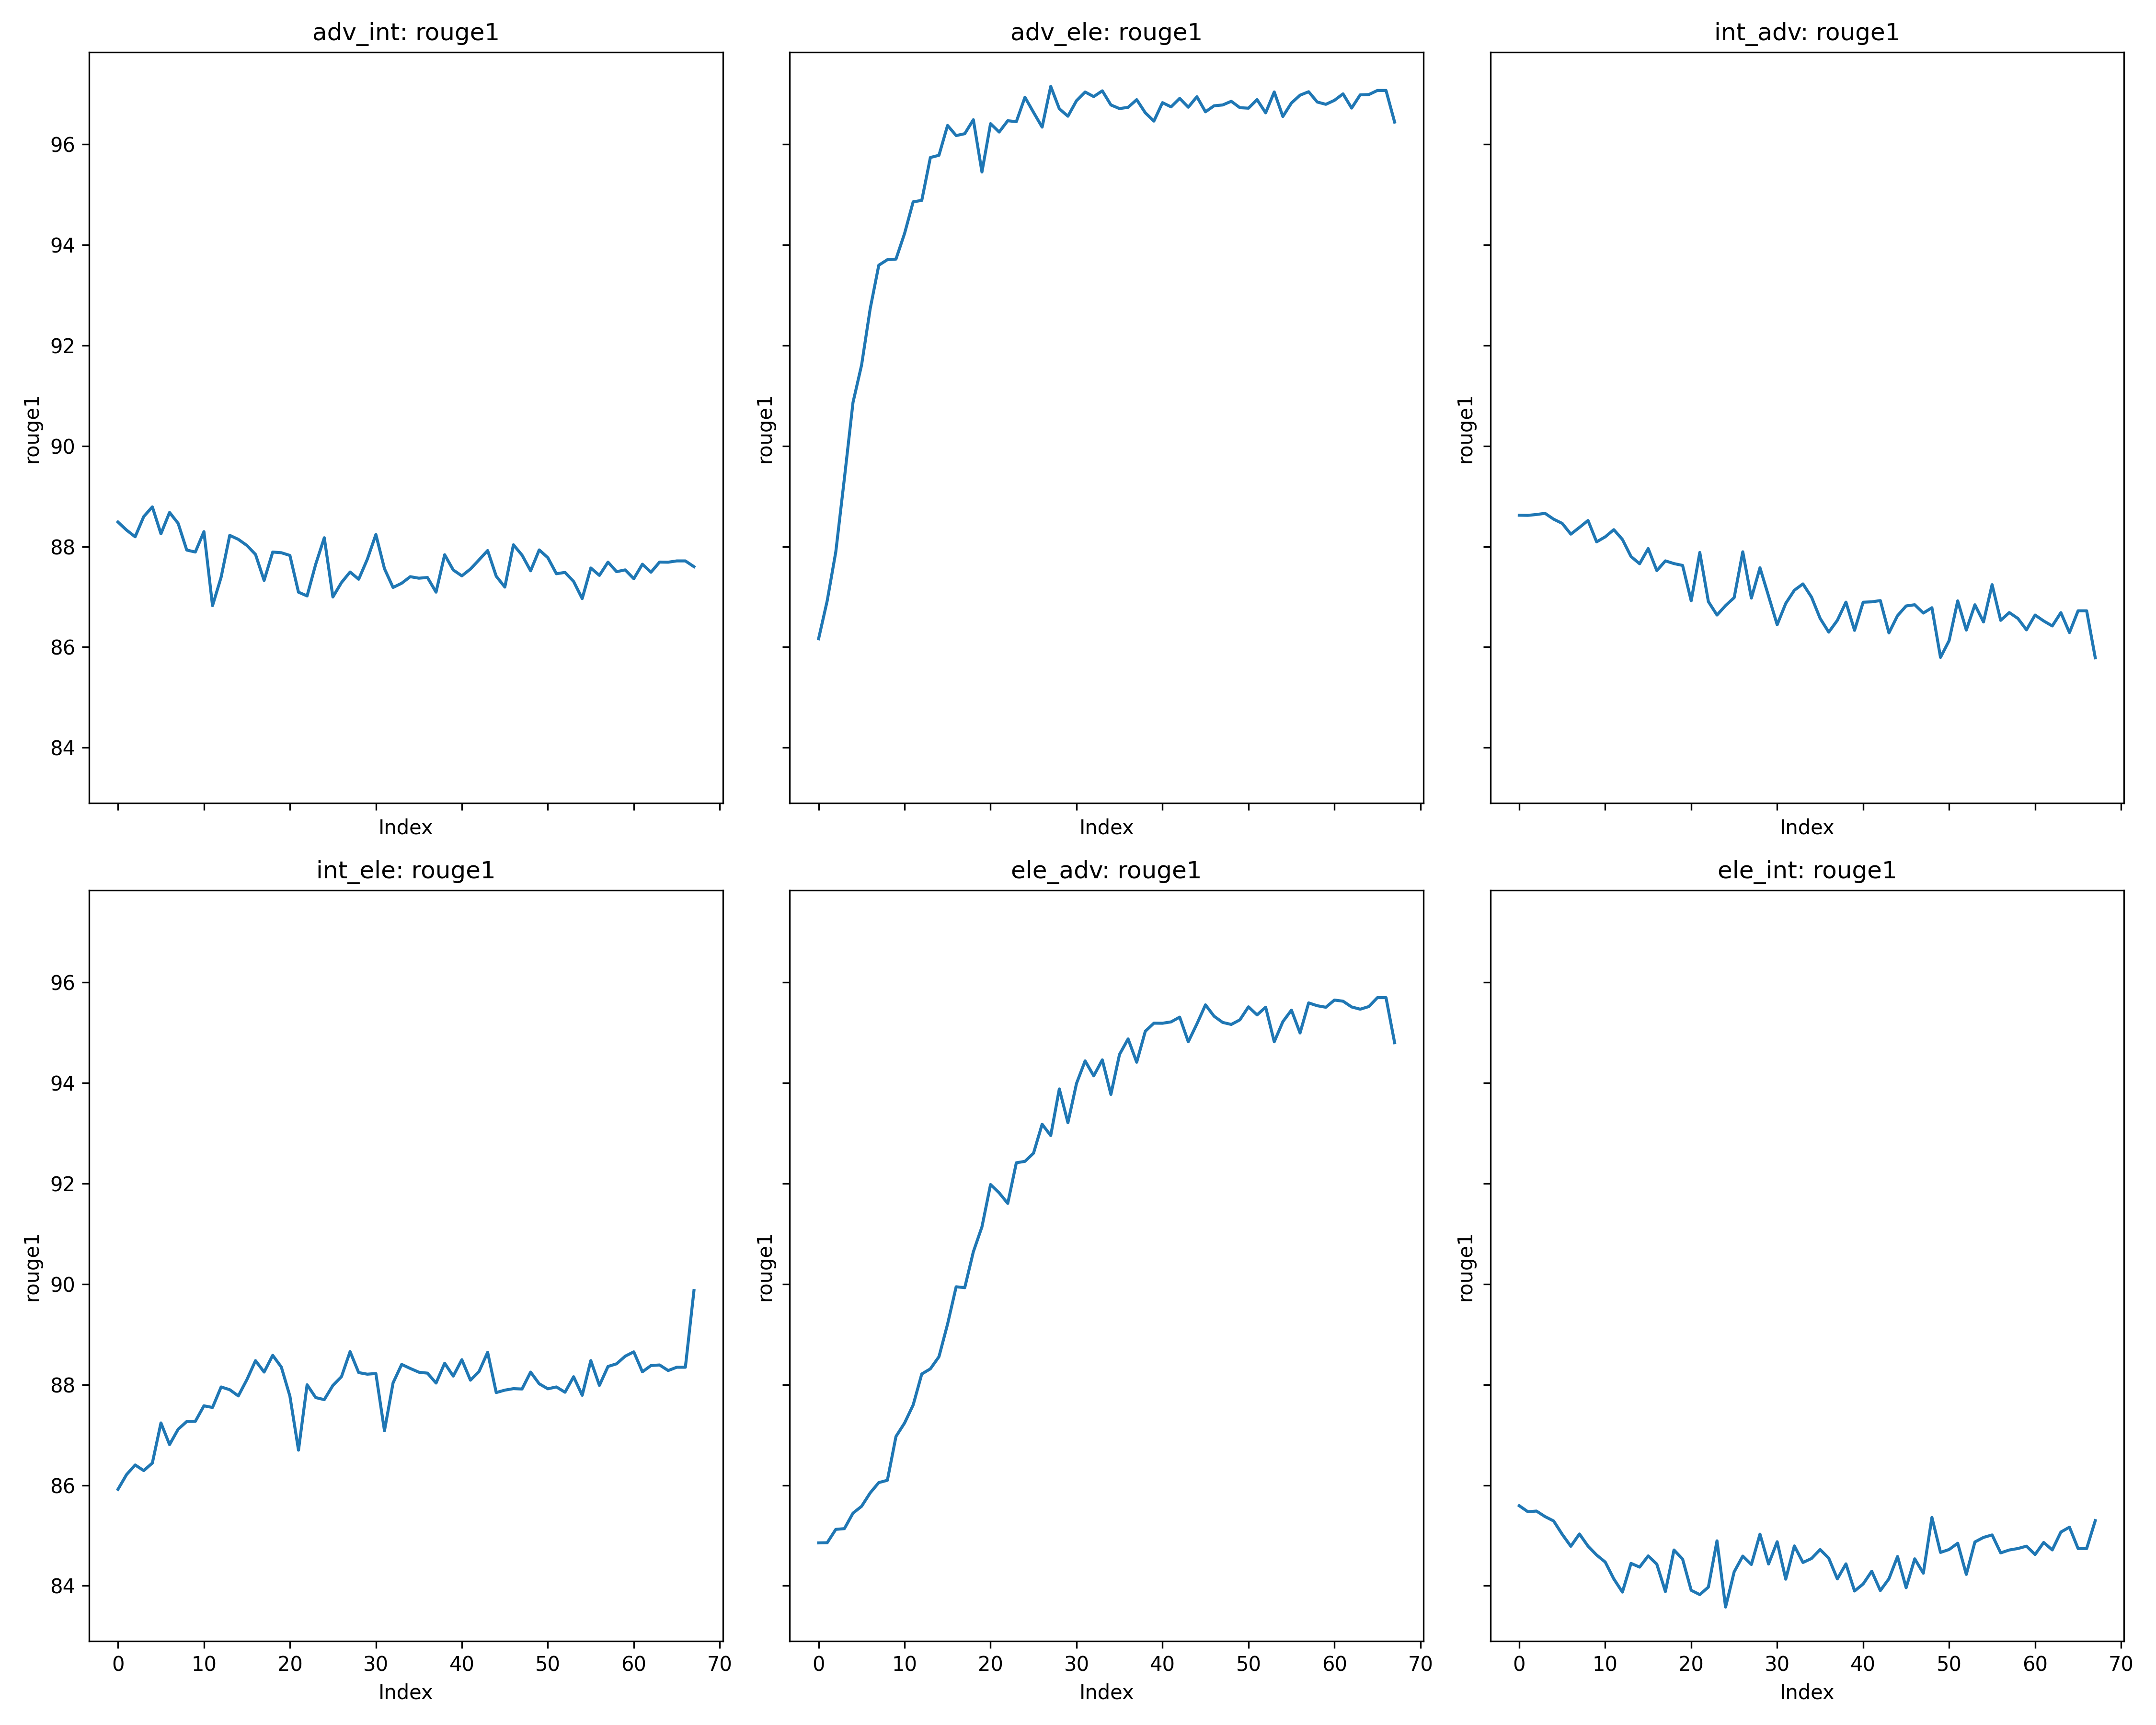 adv_int: rouge1
adv_ele: rouge1
int_adv: rouge1
96
94
92
90
88
86
84
rouge1
rouge1
rouge1
Index
Index
Index
int_ele: rouge1
ele_adv: rouge1
ele_int: rouge1
96
94
92
90
88
86
84
rouge1
rouge1
rouge1
0 10 20 30 40 50 60 70
0 10 20 30 40 50 60 70
0 10 20 30 40 50 60 70
Index
Index
Index